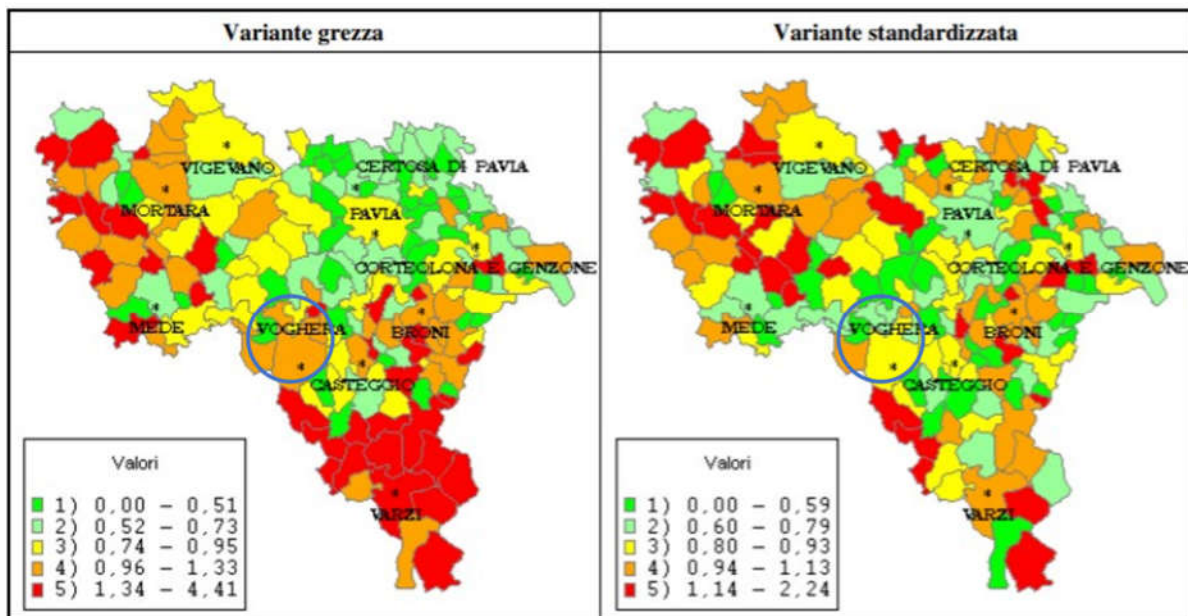 Variante grezza
VIGEVANO
CERTOSA DI PAVIA
MORTARA
PAVIA
CORTEOLONA E GENZONE
MEDE
VOGHERA
BRONI
CASTEGGIO
VARZI
Valori
1) 0,00 - 0,51
2) 0,52 - 0,73
3) 0,74 - 0,95
4) 0,96 - 1,33
5) 1,34 - 4,41
Variante standardizzata
VIGEVANO
CERTOSA DI PAVIA
MORTARA
PAVIA
CORTEOLONA E GENZONE
MEDE
VOGHERA
BRONI
CASTEGGIO
VARZI
Valori
1) 0,00 - 0,59
2) 0,60 - 0,79
3) 0,80 - 0,93
4) 0,94 - 1,13
5) 1,14 - 2,24